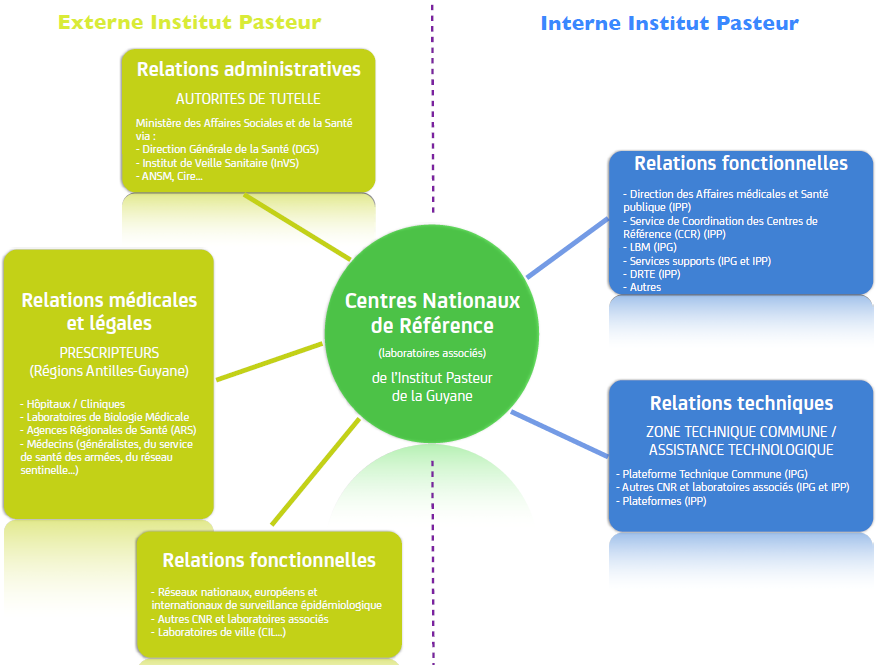 Externe Institut Pasteur
Interne Institut Pasteur
Relations administratives
AUTORITES DE TUTELLE
Ministère des Affaires Sociales et de la Santé
via :
- Direction Générale de la Santé (DGS)
- Institut de Veille Sanitaire (InVS)
- ANSM, Cire...
Relations médicales
et légales
PRESCRIPTEURS
(Régions Antilles-Guyane)
- Hôpitaux / Cliniques
- Laboratoires de Biologie Médicale
- Agences Régionales de Santé (ARS)
- Médecins (généralistes, du service
de santé des armées, du réseau
sentinelle...)
Relations fonctionnelles
- Réseaux nationaux, européens et
internationaux de surveillance épidémiologique
- Autres CNR et laboratoires associés
- Laboratoires de ville (CIL...)
Centres Nationaux
de Référence
(laboratoires associés)
de l'Institut Pasteur
de la Guyane
Relations fonctionnelles
- Direction des Affaires médicales et Santé
publique (IPP)
- Service de Coordination des Centres de
Référence (CCR) (IPP)
- LBM (IPG)
- Services supports (IPG et IPP)
- DRTE (IPP)
- Autres
Relations techniques
ZONE TECHNIQUE COMMUNE /
ASSISTANCE TECHNOLOGIQUE
- Plateforme Technique Commune (IPG)
- Autres CNR et laboratoires associés (IPG et IPP)
- Plateformes (IPP)